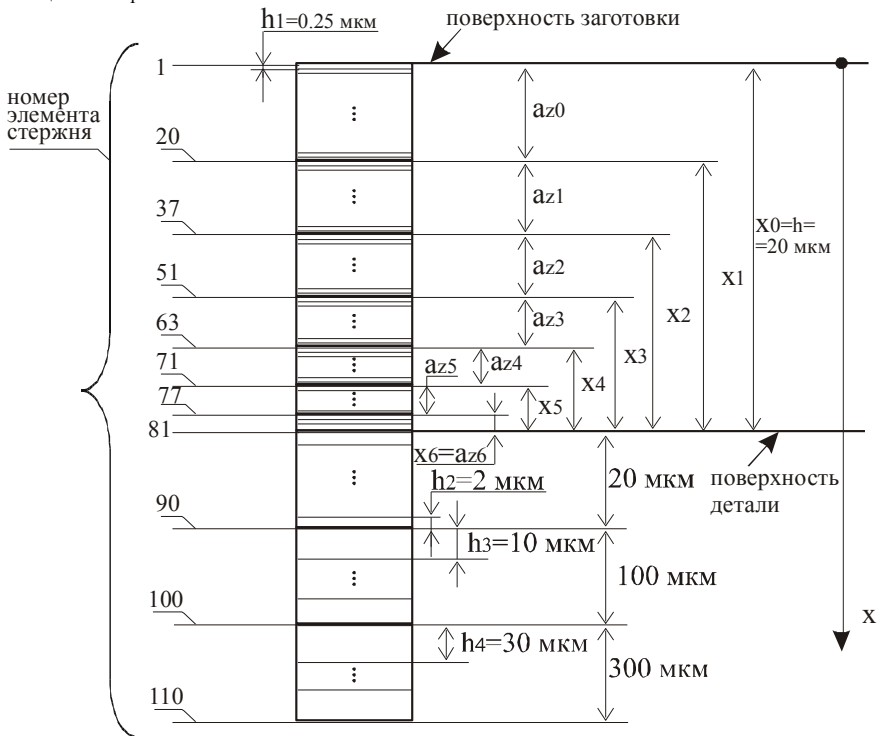 h1=0.25 мкм
поверхность заготовки
1
номер
элемента
стержня
az0
20
az1
x0=h=
=20 мкм
37
x1
az2
51
x2
az3
63
x3
az4
az5
71
x4
77
x5
81
x6=az6
h2=2 мкм
20 мкм
поверхность
детали
90
h3=10 мкм
100 мкм
100
x
h4=30 мкм
300 мкм
110